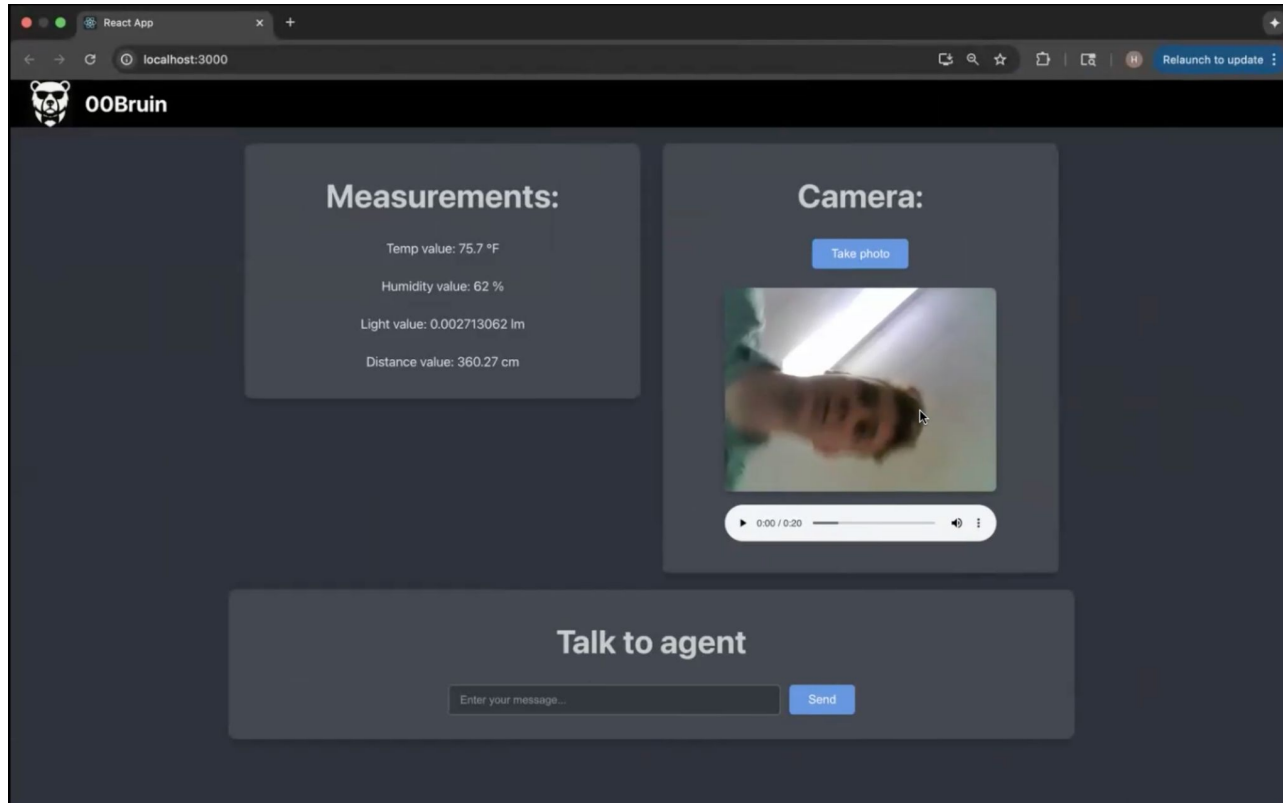 React App
localhost:3000
H
Relaunch to update
00Bruin
Measurements:
Temp value: 75.7 °F
Humidity value: 62 %
Light value: 0.002713062 lm
Distance value: 360.27 cm
Camera:
Take photo
0:00 / 0:20
Talk to agent
Enter your message...
Send